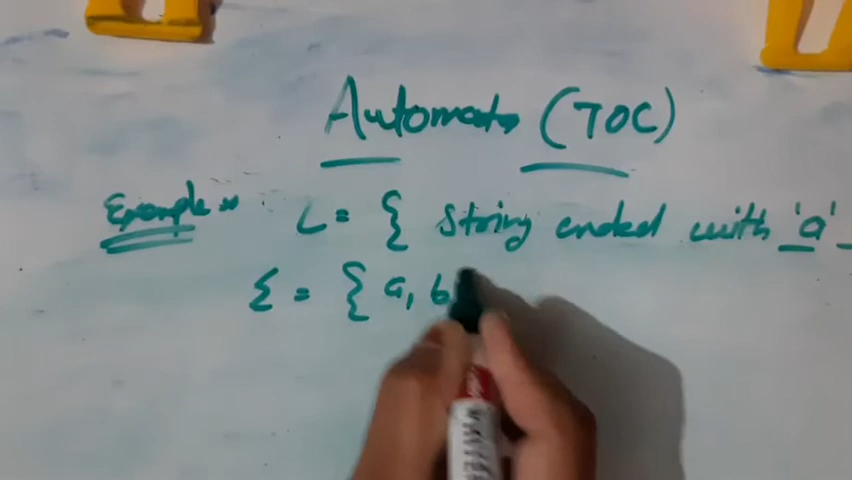 Automata (TOC)
Example L = { string ended with 'a'
Σ = { a, b